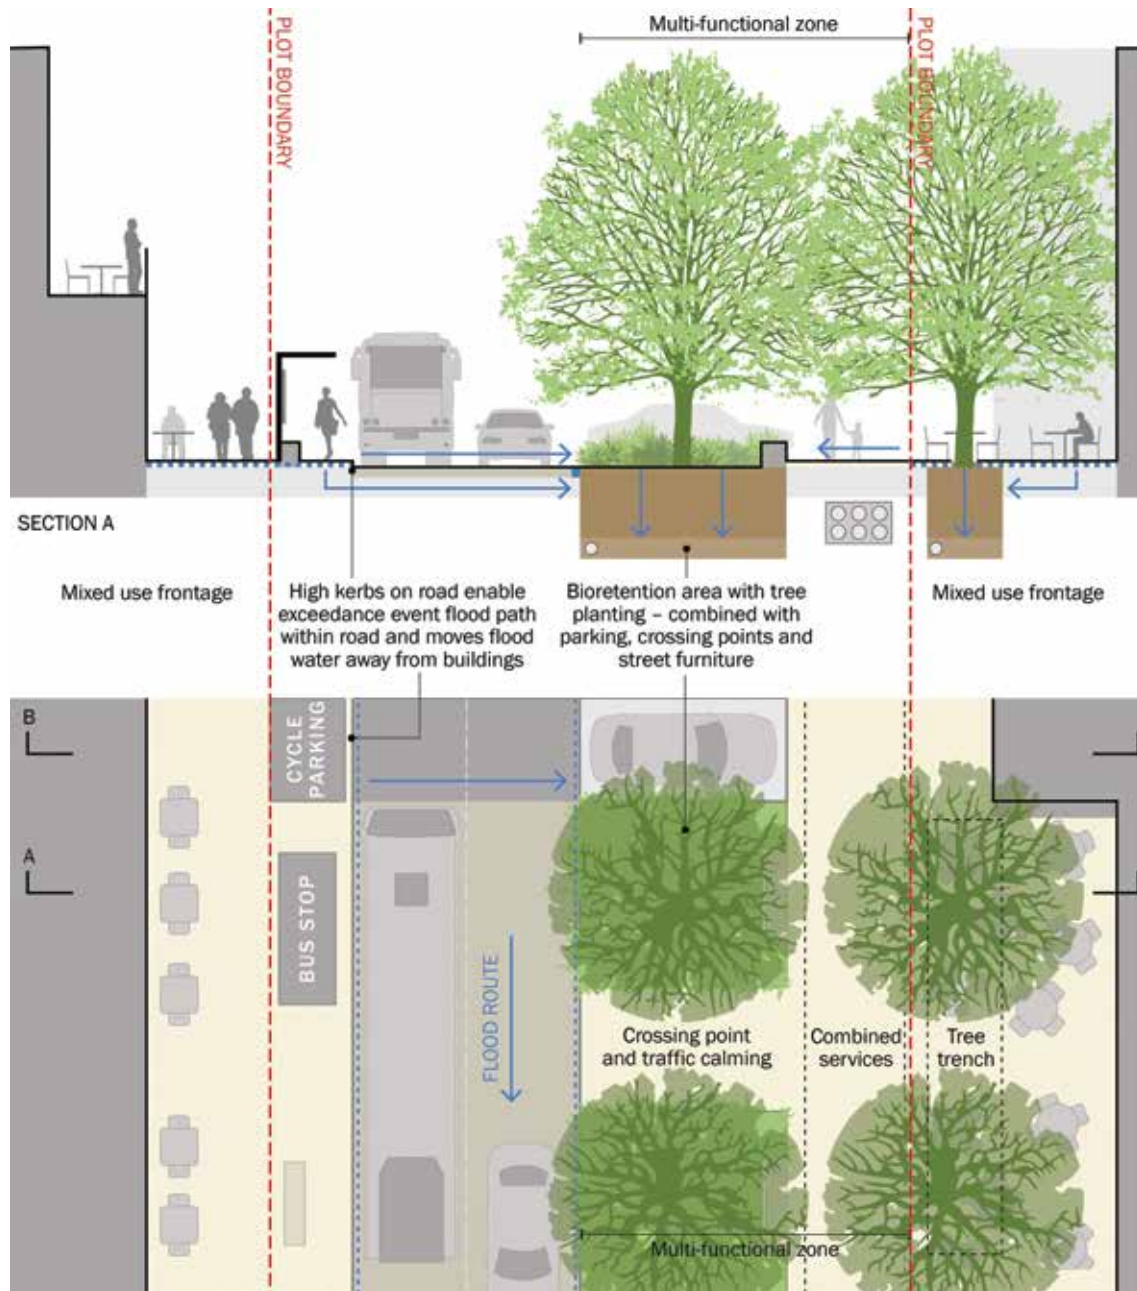 Multi-functional zone
PLOT BOUNDARY
PLOT BOUNDARY
SECTION A
Mixed use frontage
High kerbs on road enable
exceedance event flood path
within road and moves flood
water away from buildings
Bioretention area with tree
planting – combined with
parking, crossing points and
street furniture
Mixed use frontage
B
CYCLE
PARKING
A
BUS STOP
FLOOD ROUTE
Crossing point
and traffic calming
Combined
services
Tree
trench
Multi-functional zone